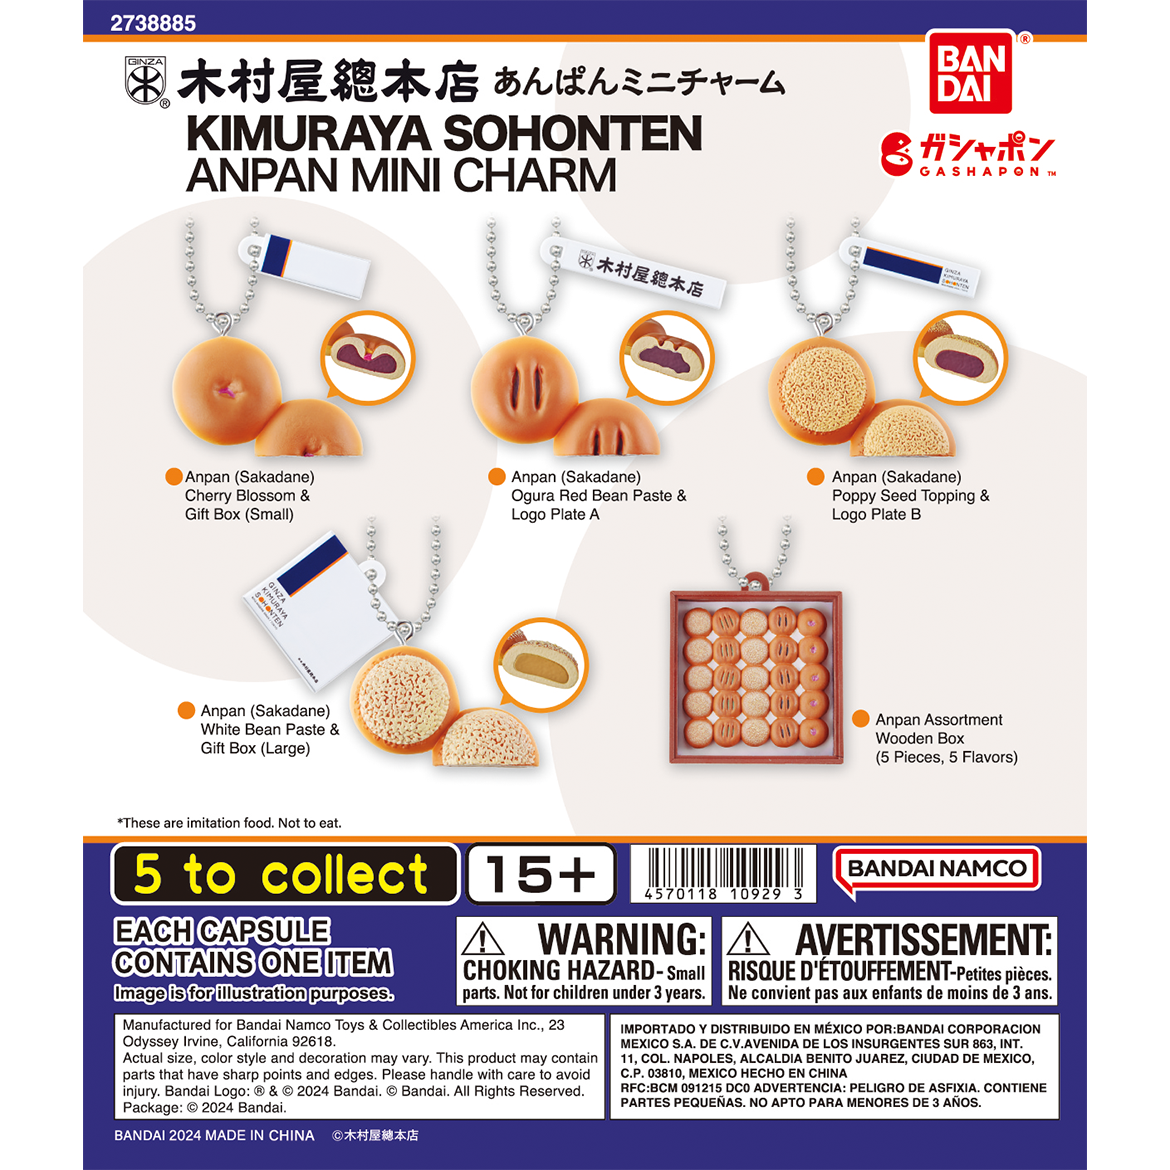 2738885
GINZA
木村屋總本店 あんぱんミニチャーム
®
KIMURAYA SOHONTEN
ANPAN MINI CHARM
BAN
DAI
®
ガシャポン
GASHAPON ™
木村屋總本店
GINZA
KIMURAYA
SOHONTEN
Anpan (Sakadane)
Cherry Blossom &
Gift Box (Small)
Anpan (Sakadane)
Ogura Red Bean Paste &
Logo Plate A
Anpan (Sakadane)
Poppy Seed Topping &
Logo Plate B
GINZA
KIMURAYA
SOHONTEN
Anpan (Sakadane)
White Bean Paste &
Gift Box (Large)
Anpan Assortment
Wooden Box
(5 Pieces, 5 Flavors)
*These are imitation food. Not to eat.
5 to collect
15+
4570118 10929 3
BANDAI NAMCO
EACH CAPSULE
CONTAINS ONE ITEM
Image is for illustration purposes.
WARNING:
CHOKING HAZARD- Small
parts. Not for children under 3 years.
AVERTISSEMENT:
RISQUE D'ÉTOUFFEMENT-Petites pièces.
Ne convient pas aux enfants de moins de 3 ans.
Manufactured for Bandai Namco Toys & Collectibles America Inc., 23
Odyssey Irvine, California 92618.
Actual size, color style and decoration may vary. This product may contain
parts that have sharp points and edges. Please handle with care to avoid
injury. Bandai Logo: ® & © 2024 Bandai. © Bandai. All Rights Reserved.
Package: © 2024 Bandai.
IMPORTADO Y DISTRIBUIDO EN MÉXICO POR:BANDAI CORPORACION
MEXICO S.A. DE C.V.AVENIDA DE LOS INSURGENTES SUR 863, INT.
11, COL. NAPOLES, ALCALDIA BENITO JUAREZ, CIUDAD DE MEXICO,
C.P. 03810, MEXICO HECHO EN CHINA
RFC:BCM 091215 DC0 ADVERTENCIA: PELIGRO DE ASFIXIA. CONTIENE
PARTES PEQUEÑAS. NO APTO PARA MENORES DE 3 AÑOS.
BANDAI 2024 MADE IN CHINA ©木村屋總本店